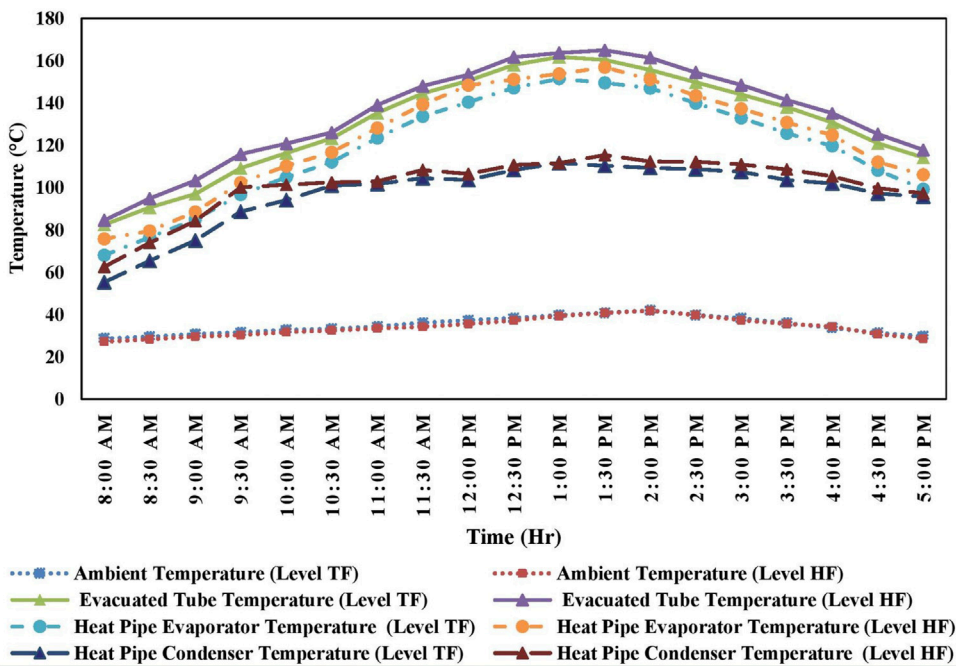 180
160
140
120
100
80
60
40
20
0
Temperature (°C)
8:00 AM
8:30 AM
9:00 AM
9:30 AM
10:00 AM
10:30 AM
11:00 AM
11:30 AM
12:00 PM
12:30 PM
1:00 PM
1:30 PM
2:00 PM
2:30 PM
3:00 PM
3:30 PM
4:00 PM
4:30 PM
5:00 PM
Time (Hr)
Ambient Temperature (Level TF)
Ambient Temperature (Level HF)
Evacuated Tube Temperature (Level TF)
Evacuated Tube Temperature (Level HF)
Heat Pipe Evaporator Temperature (Level TF)
Heat Pipe Evaporator Temperature (Level HF)
Heat Pipe Condenser Temperature (Level TF)
Heat Pipe Condenser Temperature (Level HF)